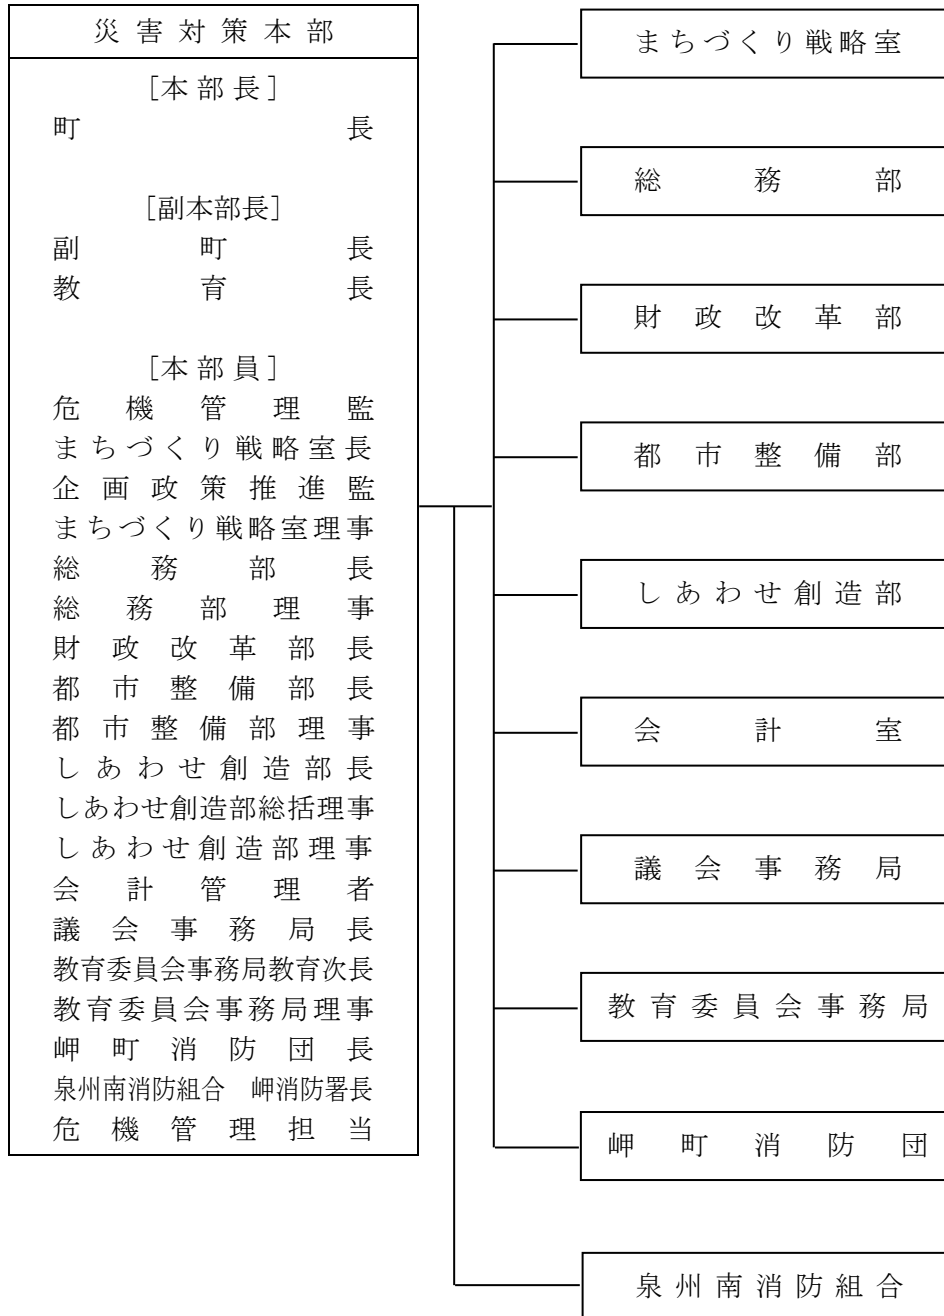 災害対策本部
［本部長］
町長
［副本部長］
副町長
教育長
［本部員］
危機管理監
まちづくり戦略室長
企画政策推進監
まちづくり戦略室理事
総務部長
総務部理事
財政改革部長
都市整備部長
都市整備部理事
しあわせ創造部長
しあわせ創造部総括理事
しあわせ創造部理事
会計管理者
議会事務局長
教育委員会事務局教育次長
教育委員会事務局理事
岬町消防団長
泉州南消防組合　岬消防署長
危機管理担当
まちづくり戦略室
総務部
財政改革部
都市整備部
しあわせ創造部
会計室
議会事務局
教育委員会事務局
岬町消防団
泉州南消防組合